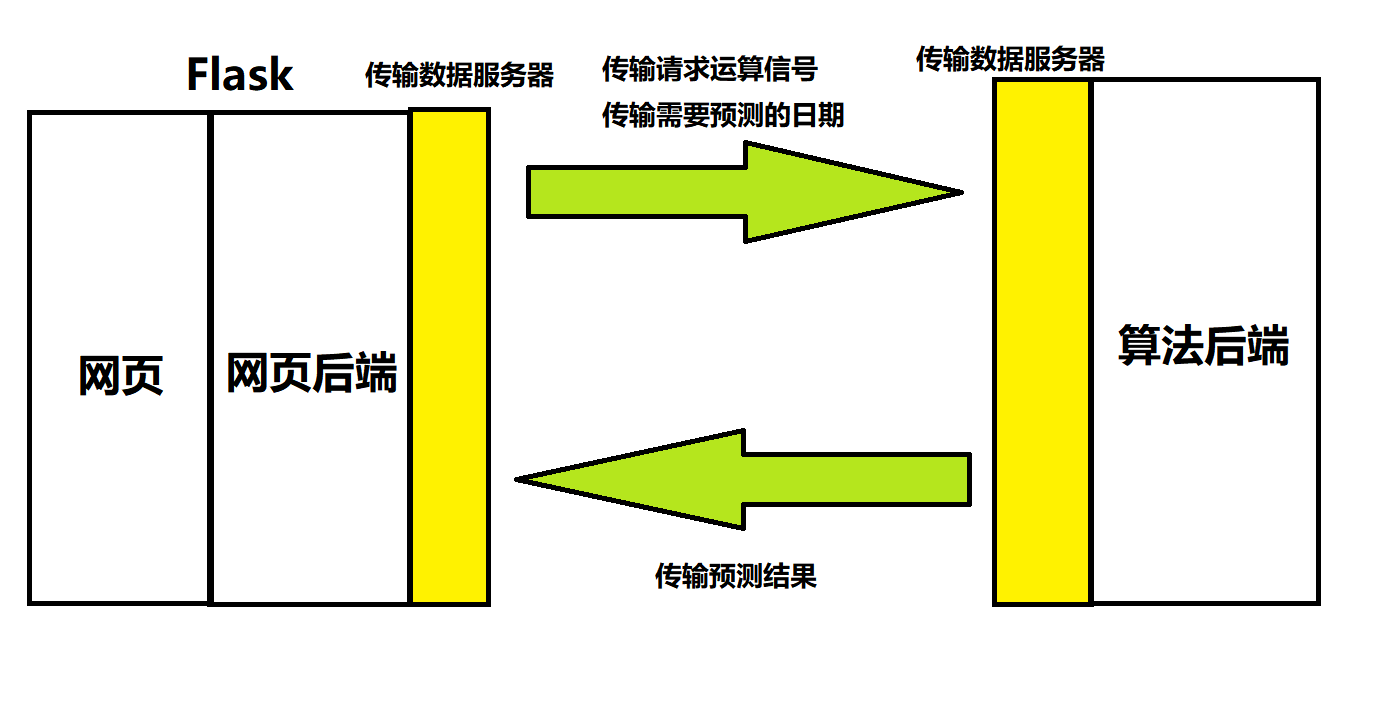 Flask
传输数据服务器
传输请求运算信号
传输需要预测的日期
传输数据服务器
网页
网页后端
算法后端
传输预测结果